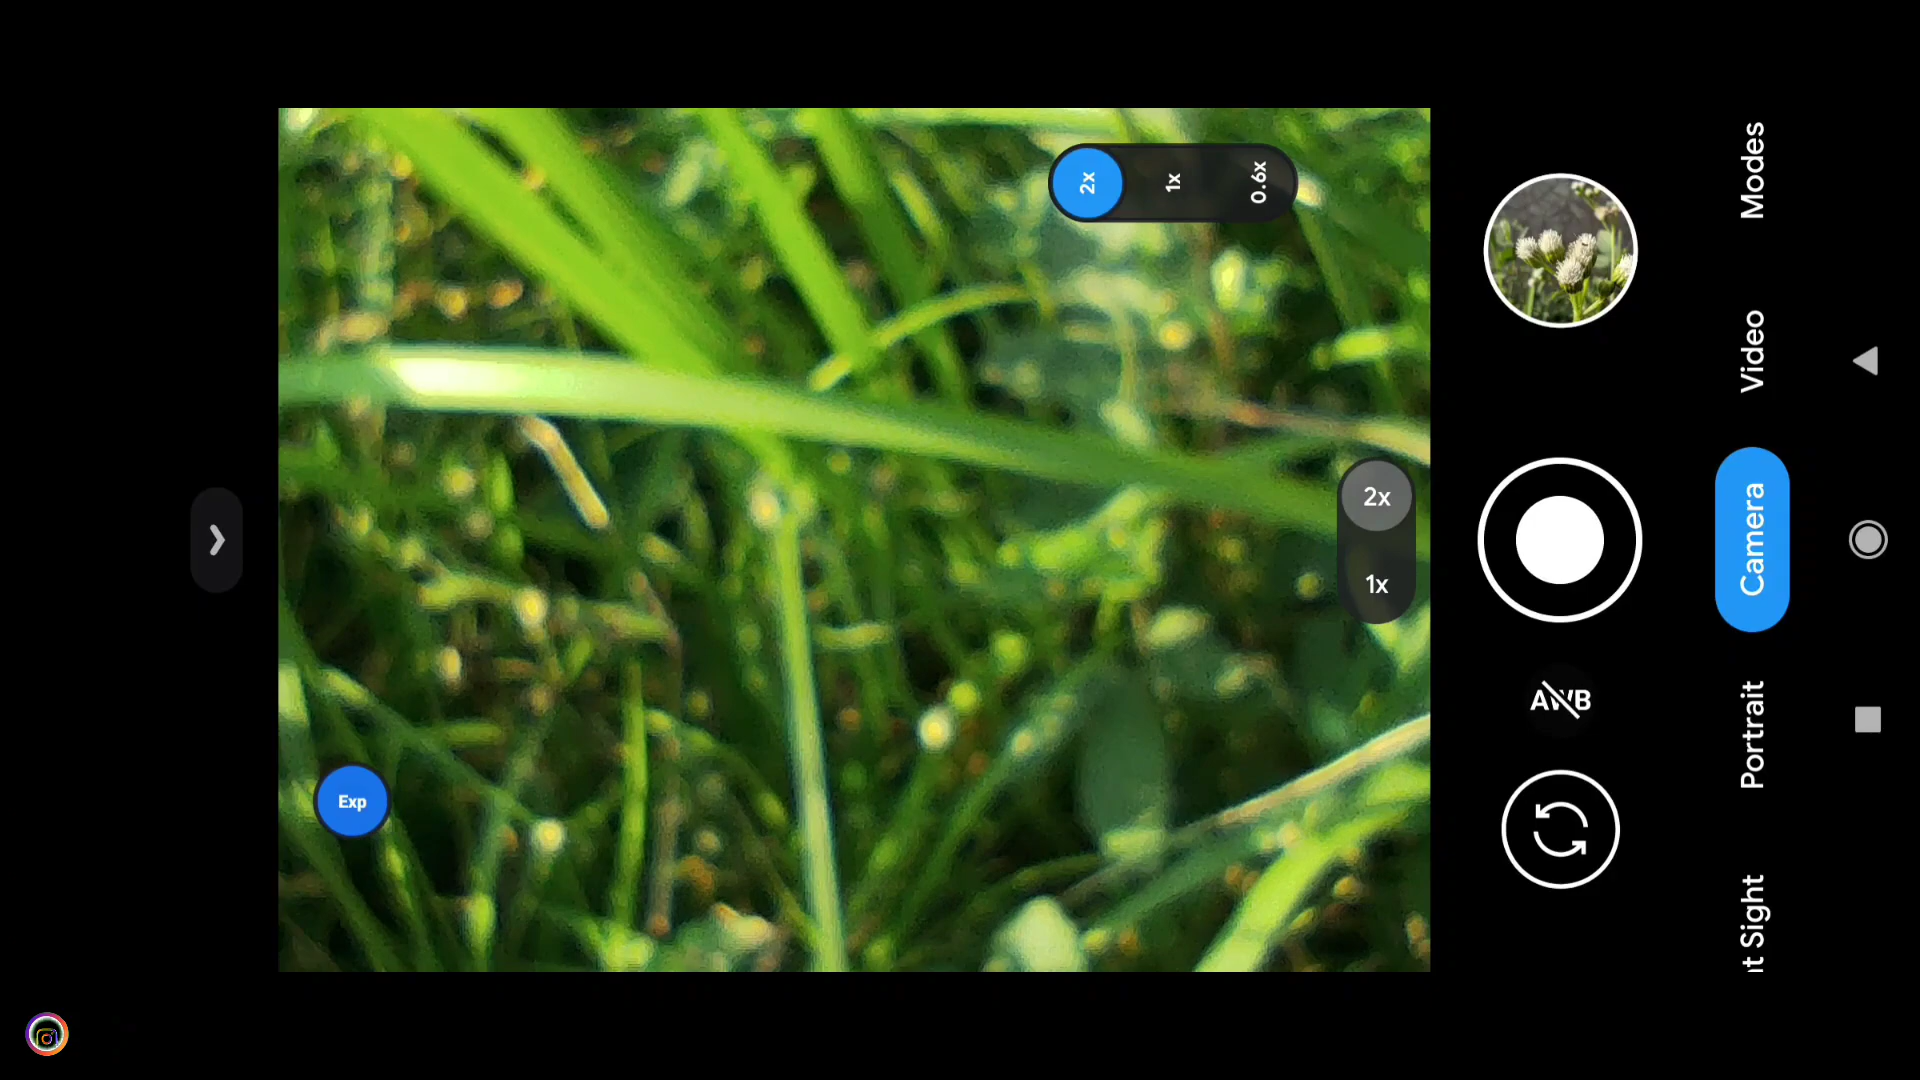 2x
1x
0.6x
2x
1x
Exp
AWB
Modes
Video
Camera
Portrait
t Sight